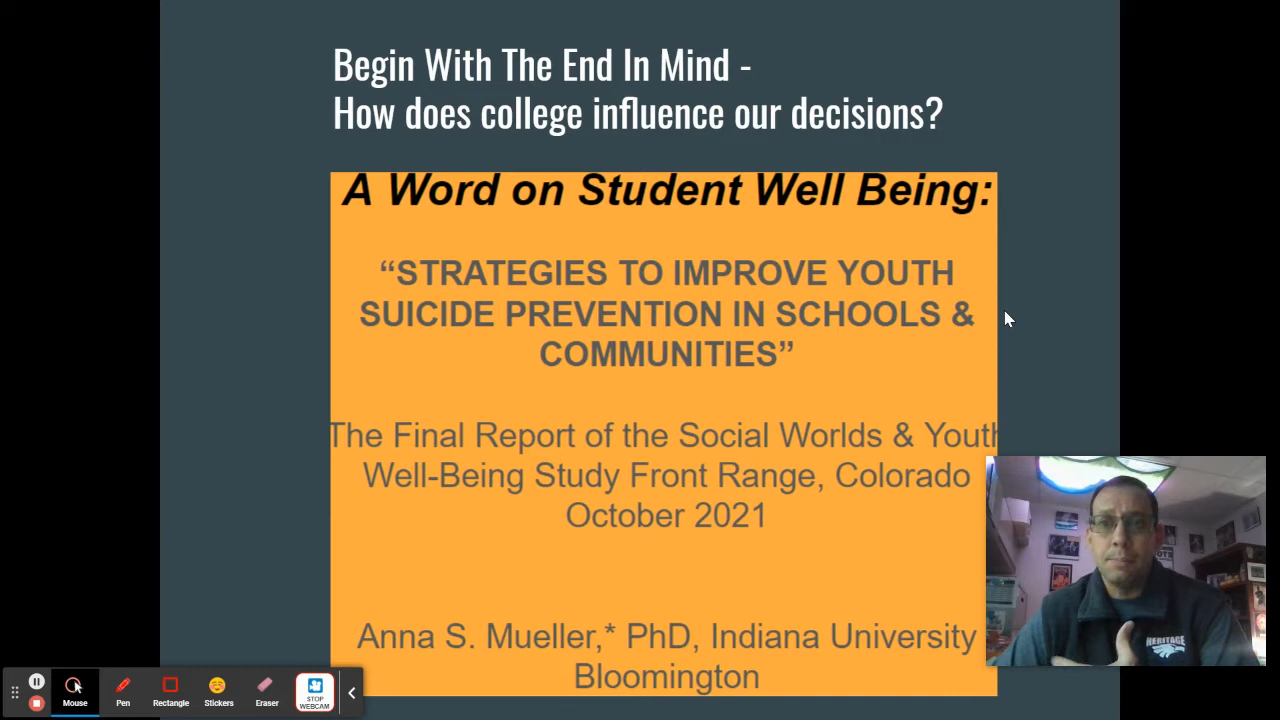 Begin With The End In Mind -
How does college influence our decisions?
A Word on Student Well Being:
“STRATEGIES TO IMPROVE YOUTH
SUICIDE PREVENTION IN SCHOOLS &
COMMUNITIES”
The Final Report of the Social Worlds & Youth
Well-Being Study Front Range, Colorado
October 2021
Anna S. Mueller,* PhD, Indiana University
Bloomington
HERITAGE
Mouse
Pen
Rectangle
Stickers
Eraser
STOP
WEBCAM